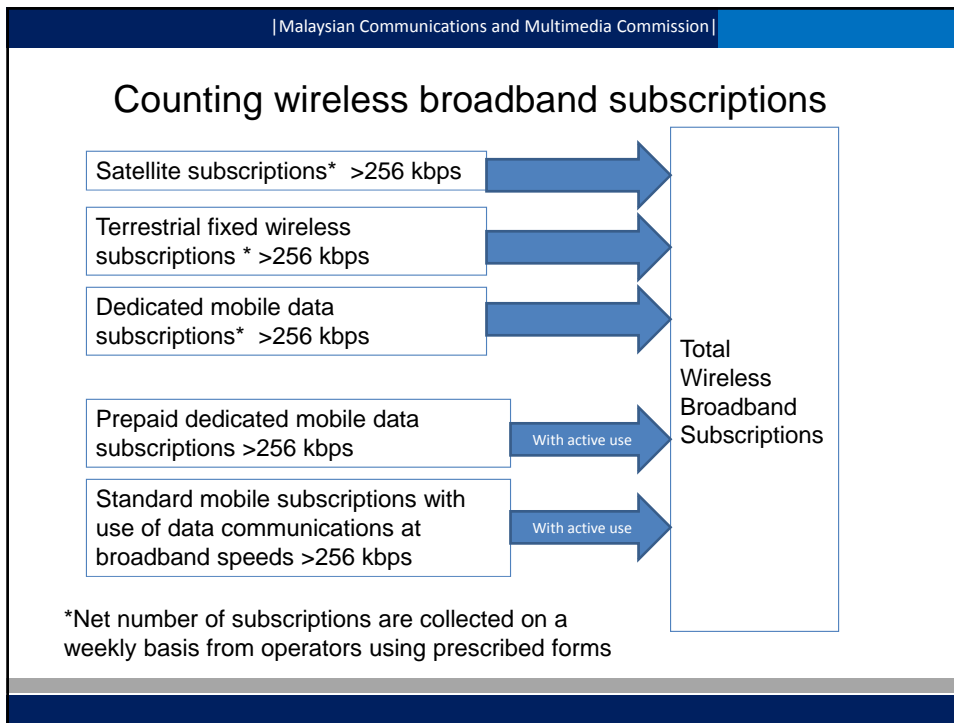 |Malaysian Communications and Multimedia Commission|
Counting wireless broadband subscriptions
Satellite subscriptions*  >256 kbps
Terrestrial fixed wireless
subscriptions * >256 kbps
Dedicated mobile data
subscriptions*  >256 kbps
Prepaid dedicated mobile data
subscriptions >256 kbps
With active use
Standard mobile subscriptions with
use of data communications at
broadband speeds >256 kbps
With active use
Total
Wireless
Broadband
Subscriptions
*Net number of subscriptions are collected on a
weekly basis from operators using prescribed forms